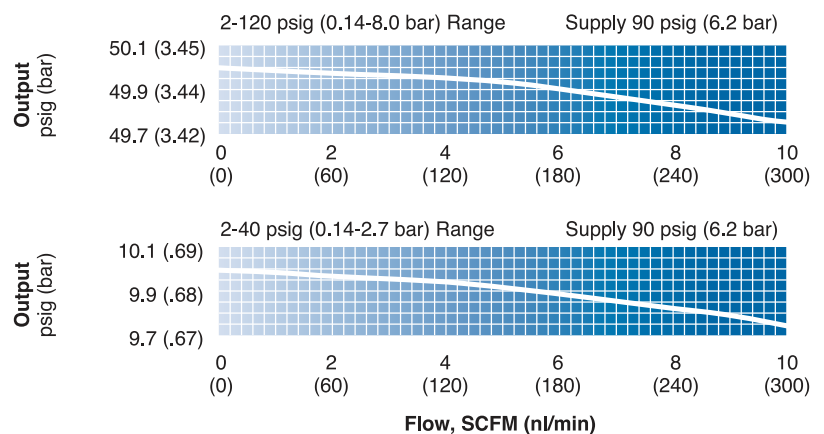 2-120 psig (0.14-8.0 bar) Range Supply 90 psig (6.2 bar)
Output
psig (bar)
50.1 (3.45)
49.9 (3.44)
49.7 (3.42)
0 2 4 6 8 10
(0) (60) (120) (180) (240) (300)
2-40 psig (0.14-2.7 bar) Range Supply 90 psig (6.2 bar)
Output
psig (bar)
10.1 (.69)
9.9 (.68)
9.7 (.67)
0 2 4 6 8 10
(0) (60) (120) (180) (240) (300)
Flow, SCFM (nl/min)